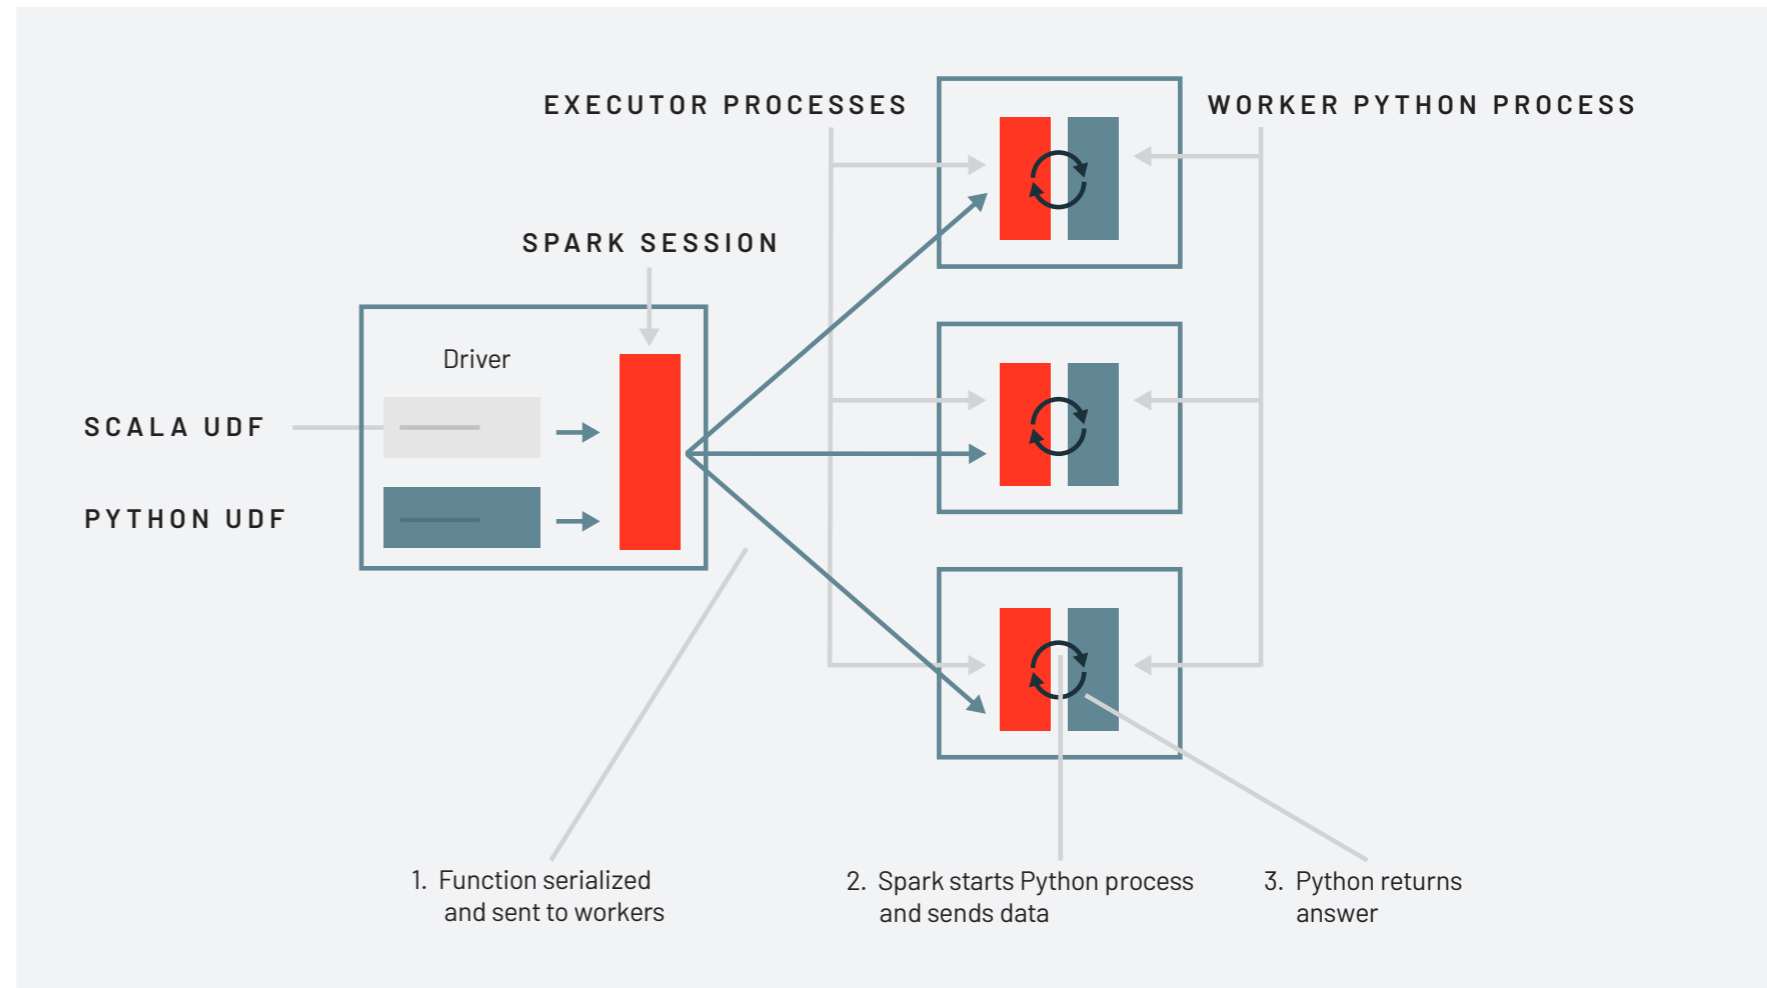 EXECUTOR PROCESSES
WORKER PYTHON PROCESS
SPARK SESSION
Driver
SCALA UDF
PYTHON UDF
1. Function serialized
and sent to workers
2. Spark starts Python process
and sends data
3. Python returns
answer